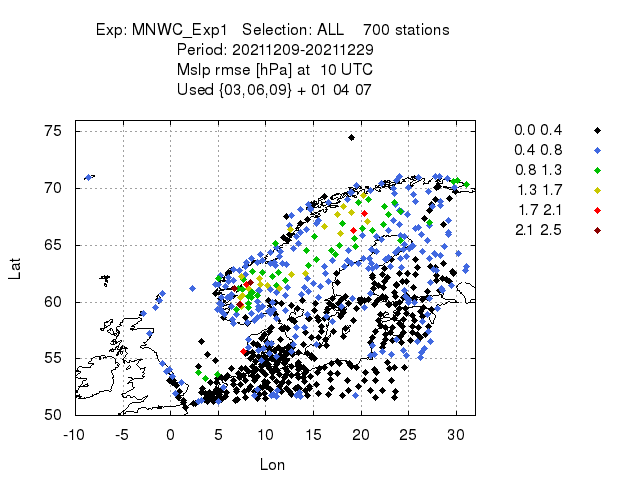 Exp: MNWC_Exp1   Selection: ALL    700 stations
Period: 20211209-20211229
Mslp rmse [hPa] at  10 UTC
Used {03,06,09} + 01 04 07
75
70
65
60
55
50
Lat
-10 -5 0 5 10 15 20 25 30
Lon
0.0 0.4
0.4 0.8
0.8 1.3
1.3 1.7
1.7 2.1
2.1 2.5